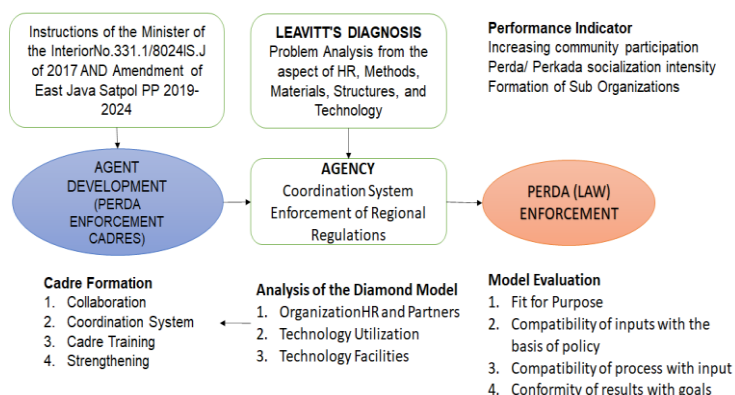 Instructions of the Minister of
the InteriorNo.331.1/8024lS.J
of 2017 AND Amendment of
East Java Satpol PP 2019-
2024
LEAVITT'S DIAGNOSIS
Problem Analysis from the
aspect of HR, Methods,
Materials, Structures, and
Technology
Performance Indicator
Increasing community participation
Perda/ Perkada socialization intensity
Formation of Sub Organizations
AGENT
DEVELOPMENT
(PERDA
ENFORCEMENT
CADRES)
AGENCY
Coordination System
Enforcement of Regional
Regulations
PERDA (LAW)
ENFORCEMENT
Cadre Formation
1. Collaboration
2. Coordination System
3. Cadre Training
4. Strengthening
Analysis of the Diamond Model
1. OrganizationHR and Partners
2. Technology Utilization
3. Technology Facilities
Model Evaluation
1. Fit for Purpose
2. Compatibility of inputs with the
basis of policy
3. Compatibility of process with input
4. Conformity of results with goals